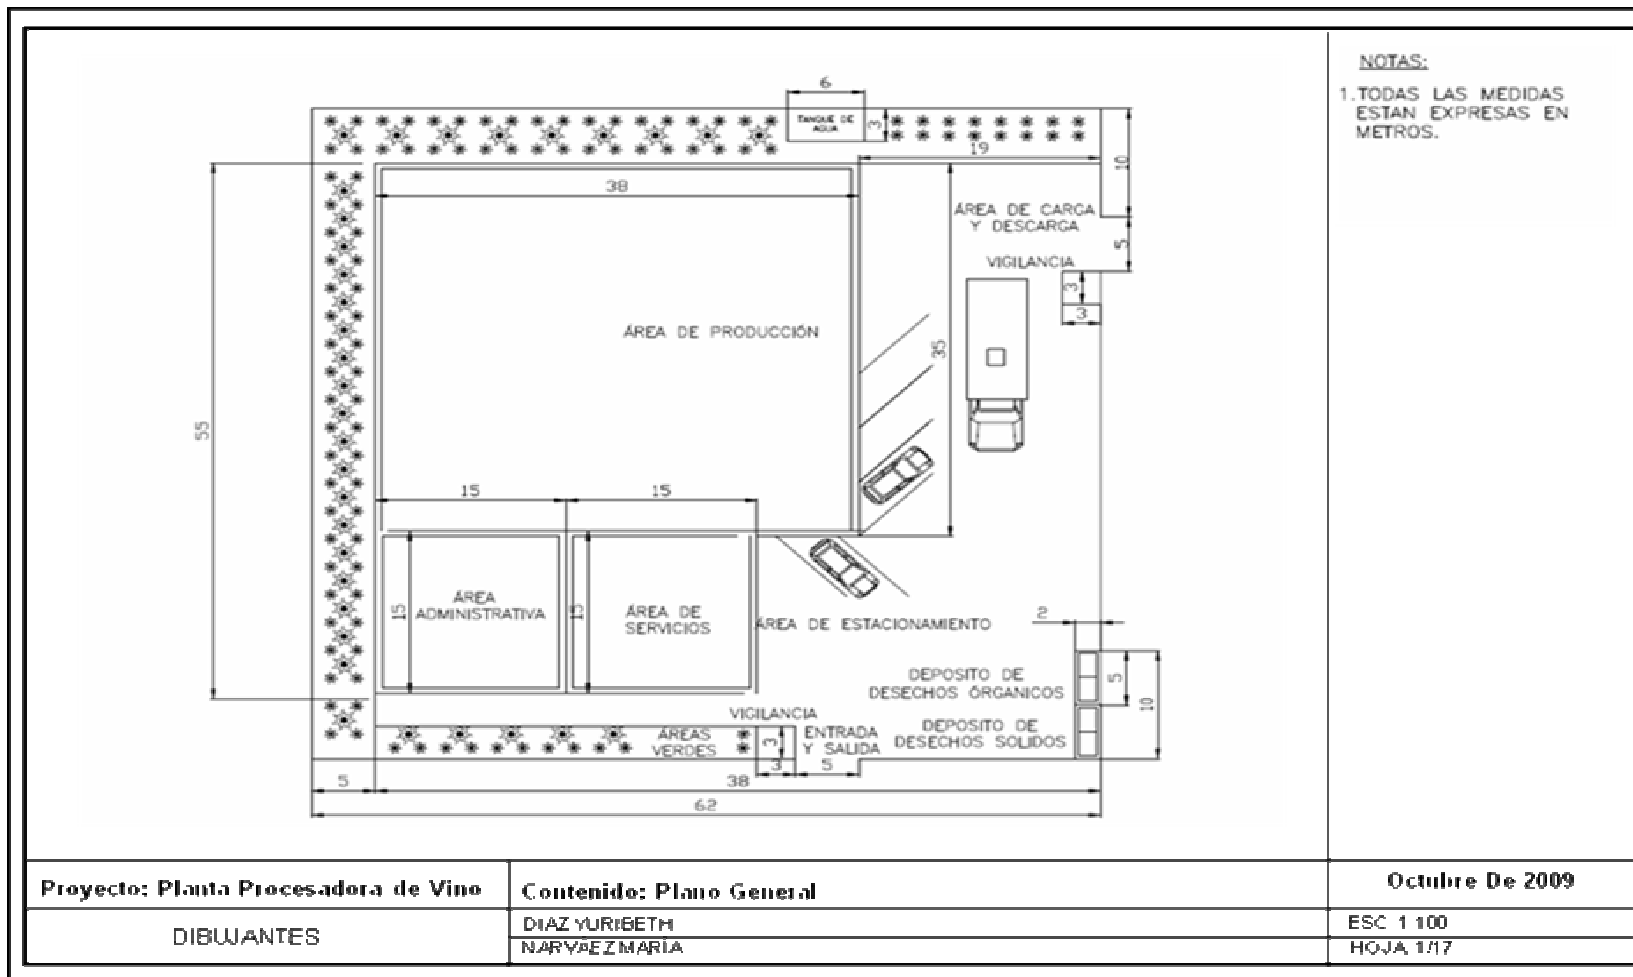 NOTAS:
1. TODAS LAS MEDIDAS
ESTAN EXPRESAS EN
METROS.
6
TANQUE DE
AGUA
3
19
10
38
ÁREA DE CARGA
Y DESCARGA
5
VIGILANCIA
3
3
ÁREA DE PRODUCCIÓN
35
55
15
15
15
ÁREA
ADMINISTRATIVA
15
ÁREA DE
SERVICIOS
ÁREA DE ESTACIONAMIENTO
2
DEPOSITO DE
DESECHOS ÓRGANICOS
5
10
DEPOSITO DE
DESECHOS SOLIDOS
VIGILANCIA
ÁREAS
VERDES
3
ENTRADA
Y SALIDA
3
5
5
38
62
Proyecto: Planta Procesadora de Vino
Contenido: Plano General
Octubre De 2009
DIBUJANTES
DIAZ YURIBETH
NARVÁEZ MARÍA
ESC 1 100
HOJA 1/17